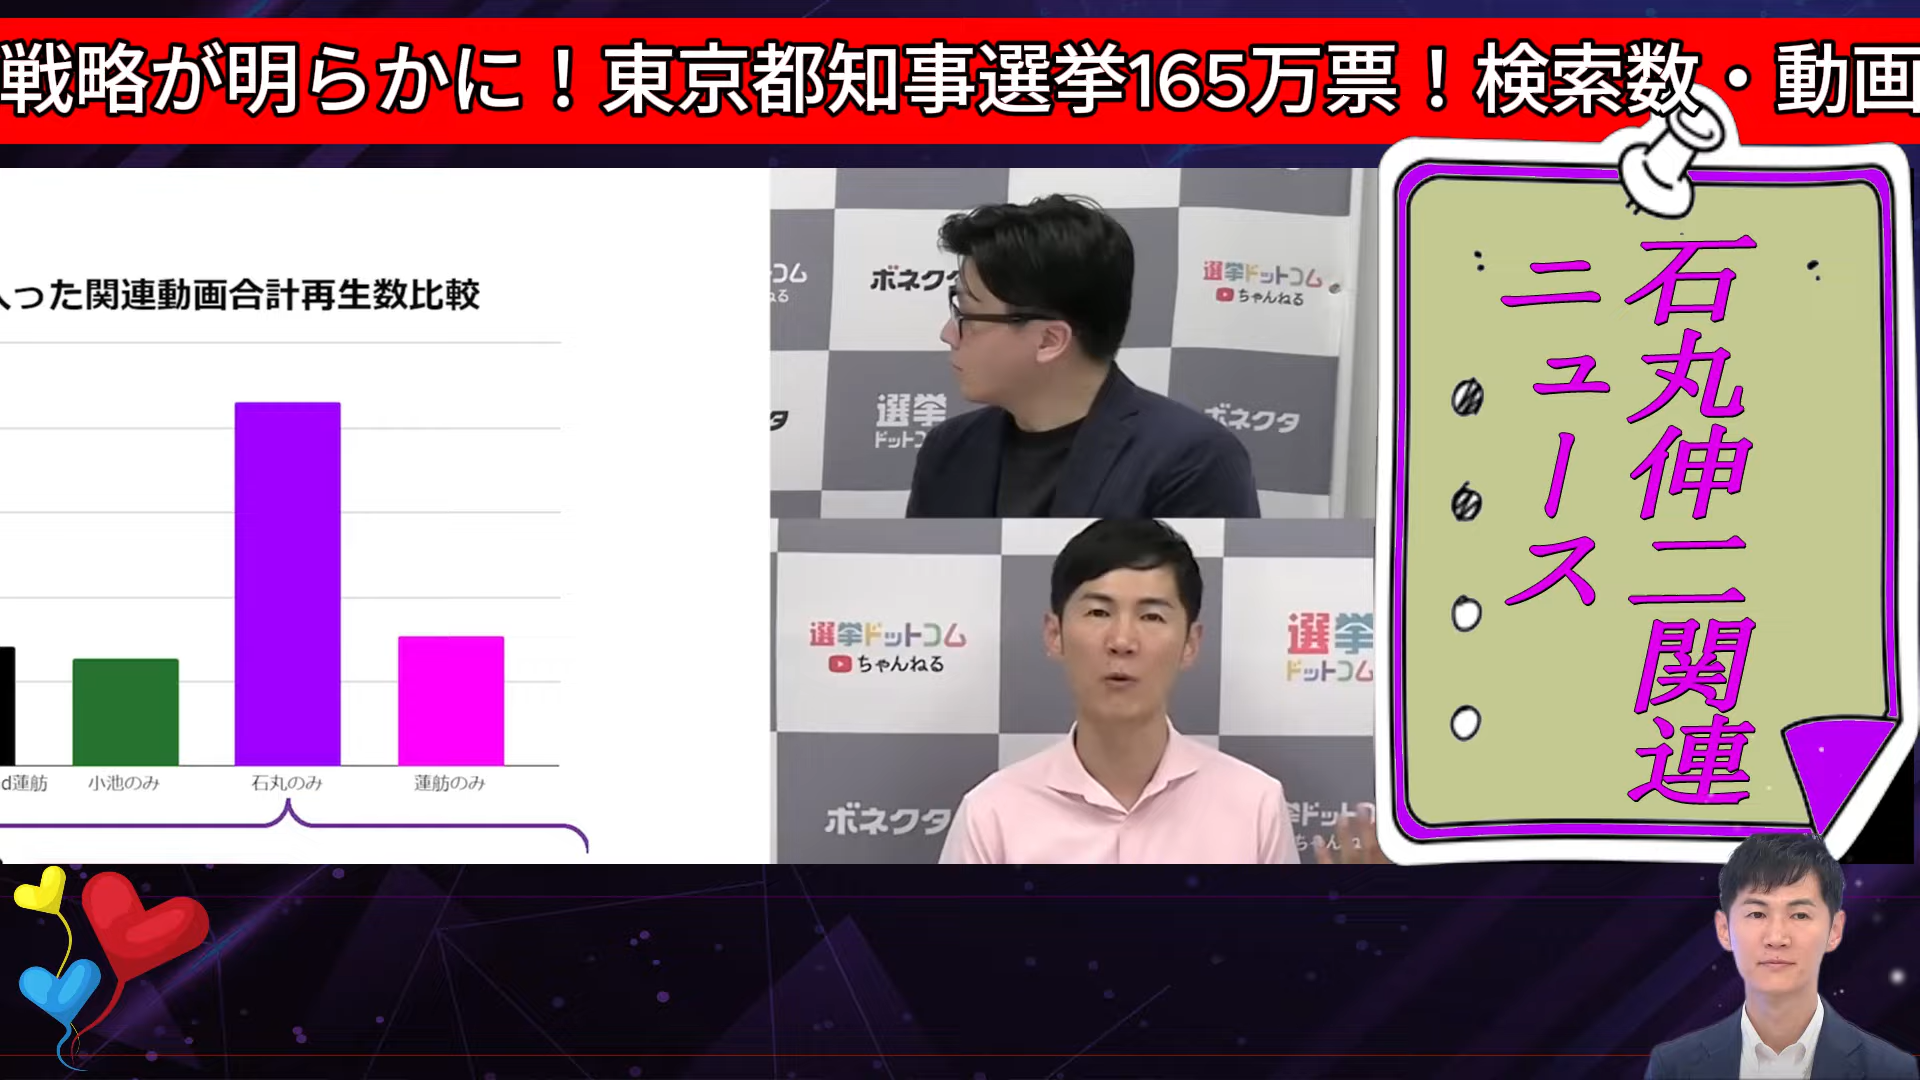 戦略が明らかに！東京都知事選挙165万票！検索数・動画
入った関連動画合計再生数比較
d蓮舫
小池のみ
石丸のみ
蓮舫のみ
コム
ねる
ボネクタ
選挙ドットコム
ちゃんねる
タ
選挙
ドットコ
ボネクタ
選挙ドットコム
ちゃんねる
選挙
ドットコム
ボネクタ
挙ドット
ちゃん
石丸伸二関連
ニュース